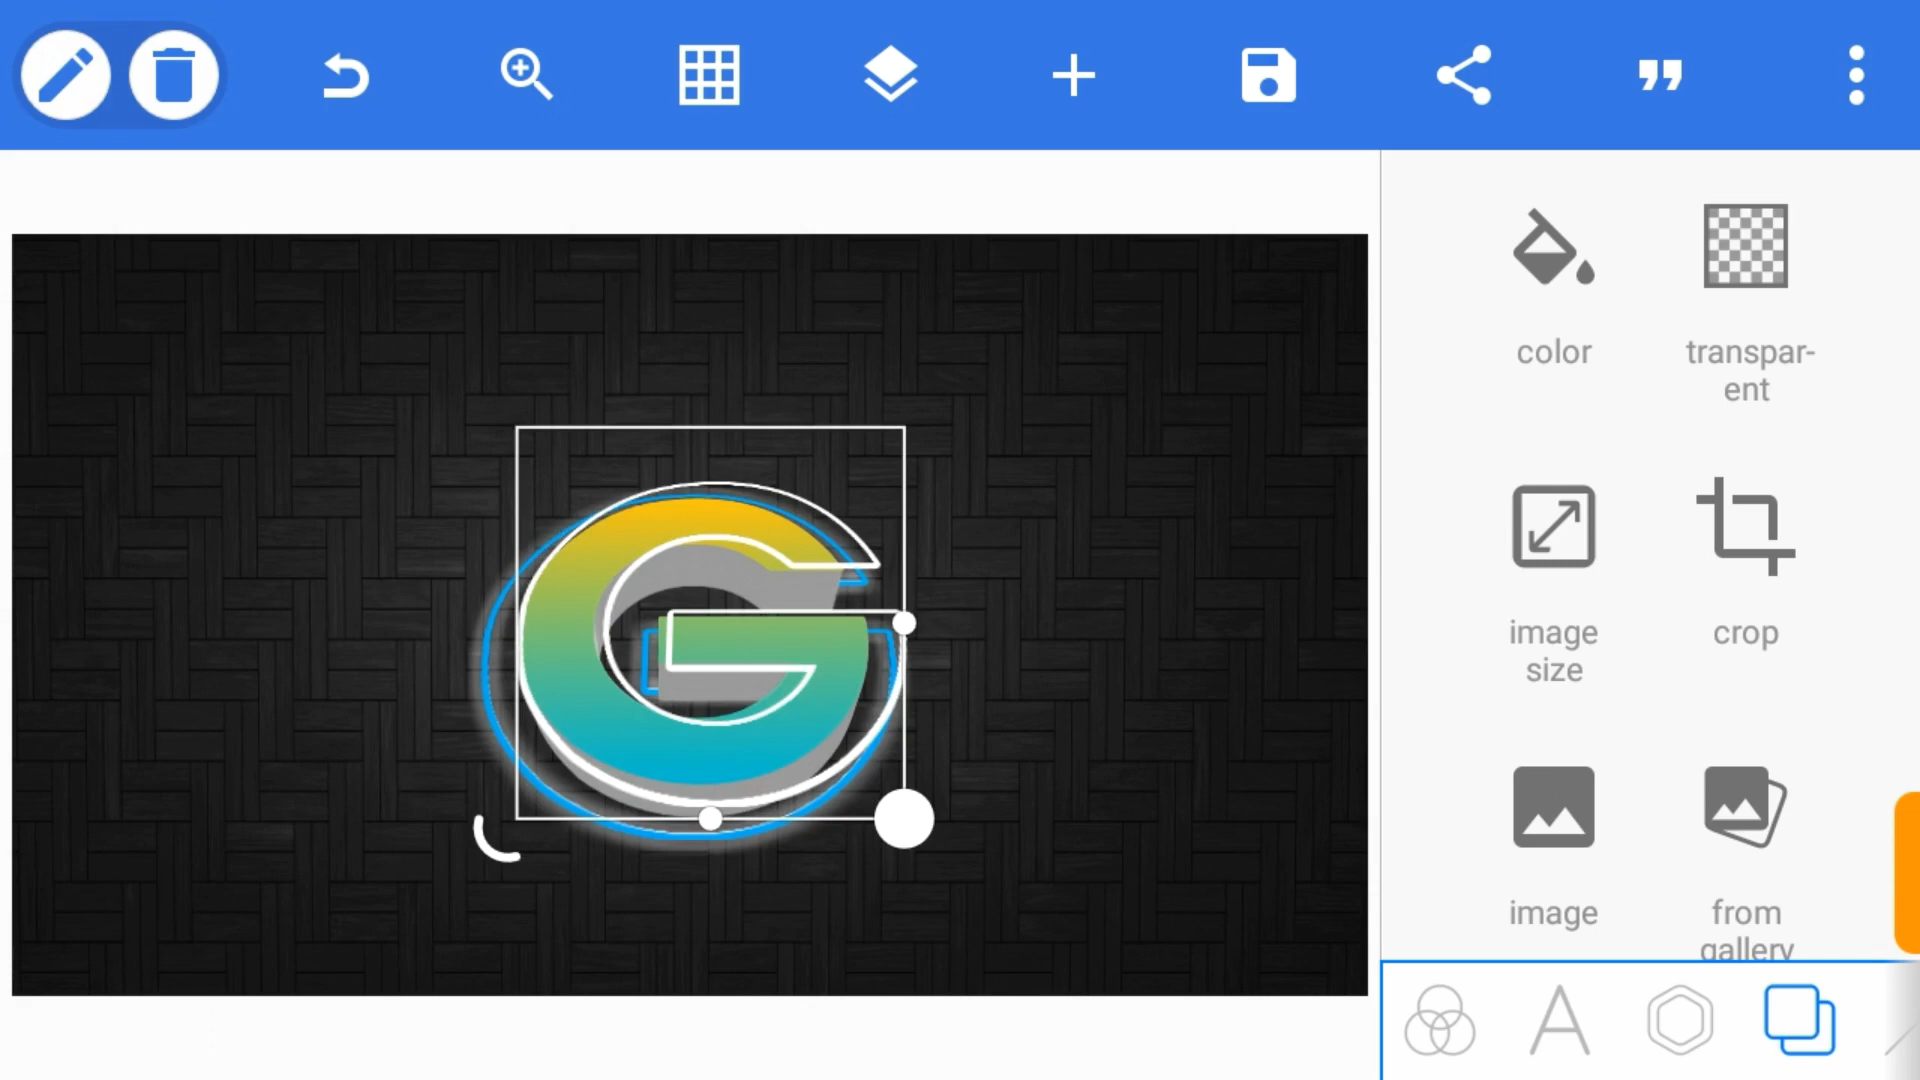 G
color
transpar-
ent
image
size
crop
image
from
gallery
A